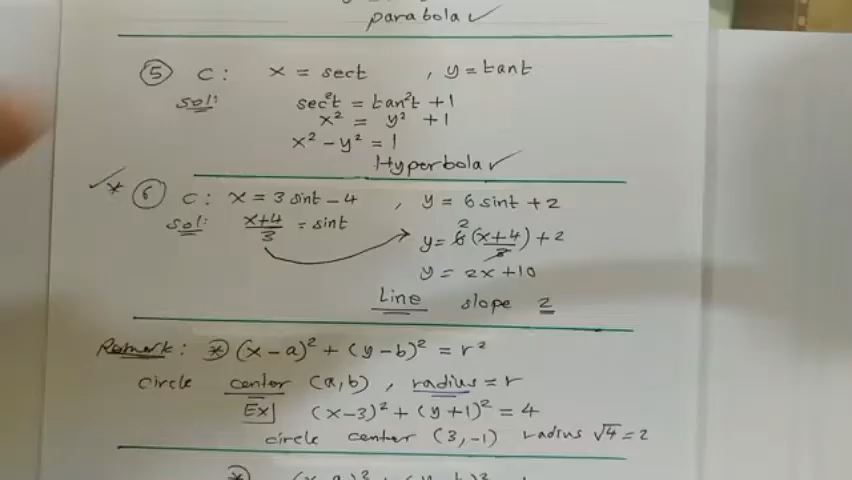 parabola ✓
⑤ C: x = sect , y = tant
Sol: sec²t = tan²t + 1
x² = y² + 1
x² - y² = 1
Hyperbola ✓
✓ * ⑥ C: x = 3 sint - 4 , y = 6 sint + 2
Sol: x+4/3 = sint
y = 6 2 (x+4/3) + 2
y = 2x + 10
Line slope 2
Remark: ⊛ (x-a)² + (y-b)² = r²
circle center (a,b) , radius = r
Ex (x-3)² + (y+1)² = 4
circle center (3,-1) radius √4 = 2